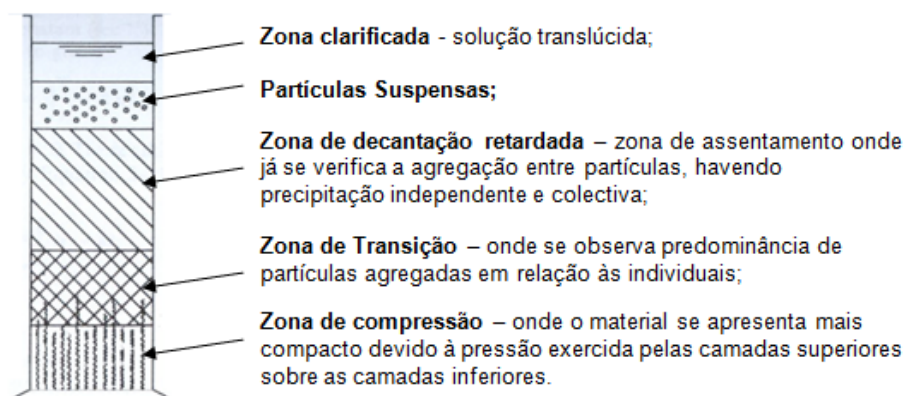 Zona clarificada - solução translúcida;
Partículas Suspensas;
Zona de decantação retardada – zona de assentamento onde
já se verifica a agregação entre partículas, havendo
precipitação independente e colectiva;
Zona de Transição – onde se observa predominância de
partículas agregadas em relação às individuais;
Zona de compressão – onde o material se apresenta mais
compacto devido à pressão exercida pelas camadas superiores
sobre as camadas inferiores.